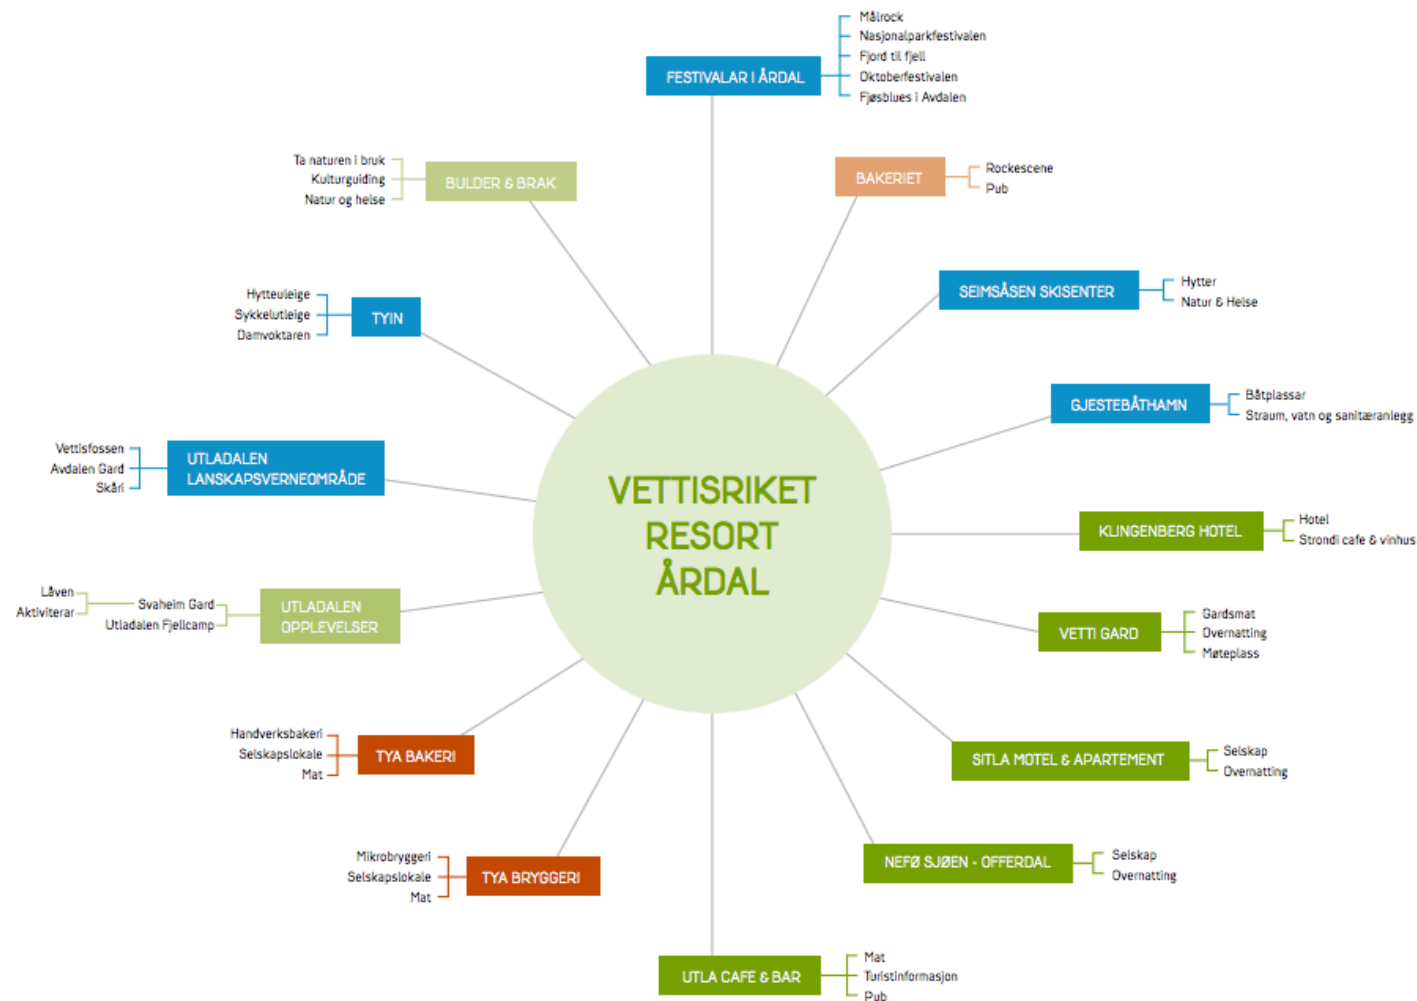 VETTISRIKET
RESORT
ÅRDAL
FESTIVALAR I ÅRDAL
Målrock
Nasjonalparkfestivalen
Fjord til fjell
Oktoberfestivalen
Fjøsblues i Avdalen
BAKERIET
Rockescene
Pub
SEIMSÅSEN SKISENTER
Hytter
Natur & Helse
GJESTEBÅTHAMN
Båtplassar
Straum, vatn og sanitæranlegg
KLINGENBERG HOTEL
Hotel
Strondi cafe & vinhus
VETTI GARD
Gardsmat
Overnatting
Møteplass
SITLA MOTEL & APARTEMENT
Selskap
Overnatting
NEFØ SJØEN - OFFERDAL
Selskap
Overnatting
UTLA CAFE & BAR
Mat
Turistinformasjon
Pub
TYA BRYGGERI
Mikrobryggeri
Selskapslokale
Mat
TYA BAKERI
Handverksbakeri
Selskapslokale
Mat
UTLADALEN
OPPLEVELSER
Svaheim Gard
Utladalen Fjellcamp
Låven
Aktiviterar
UTLADALEN
LANSKAPSVERNEOMRÅDE
Vettisfossen
Avdalen Gard
Skåri
TYIN
Hytteuleige
Sykkelutleige
Damvoktaren
BULDER & BRAK
Ta naturen i bruk
Kulturguiding
Natur og helse